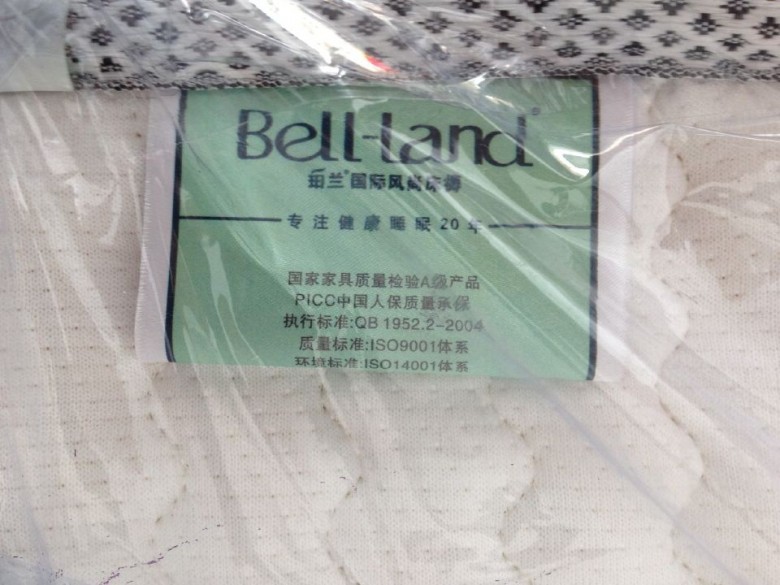 Bell-Land®
珀兰®国际风尚床褥
专注健康睡眠20年
国家家具质量检验A级产品
PICC中国人保质量承保
执行标准:QB 1952.2-2004
质量标准:ISO9001体系
环境标准:ISO14001体系